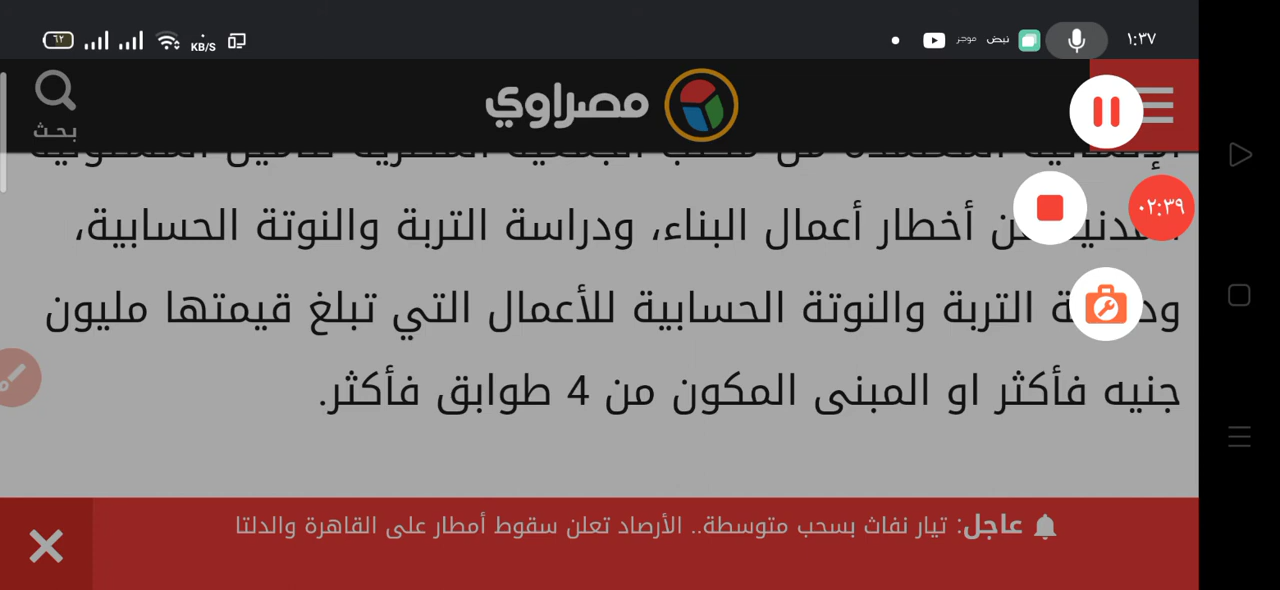 ١:٣٧
نبض
موجز
KB/S
٦٢
مصراوي
بحث
من أخطار أعمال البناء، ودراسة التربة والنوتة الحسابية،
التربة والنوتة الحسابية للأعمال التي تبلغ قيمتها مليون
جنيه فأكثر او المبنى المكون من 4 طوابق فأكثر.
٠٢:٣٩
عاجل: تيار نفاث بسحب متوسطة.. الأرصاد تعلن سقوط أمطار على القاهرة والدلتا